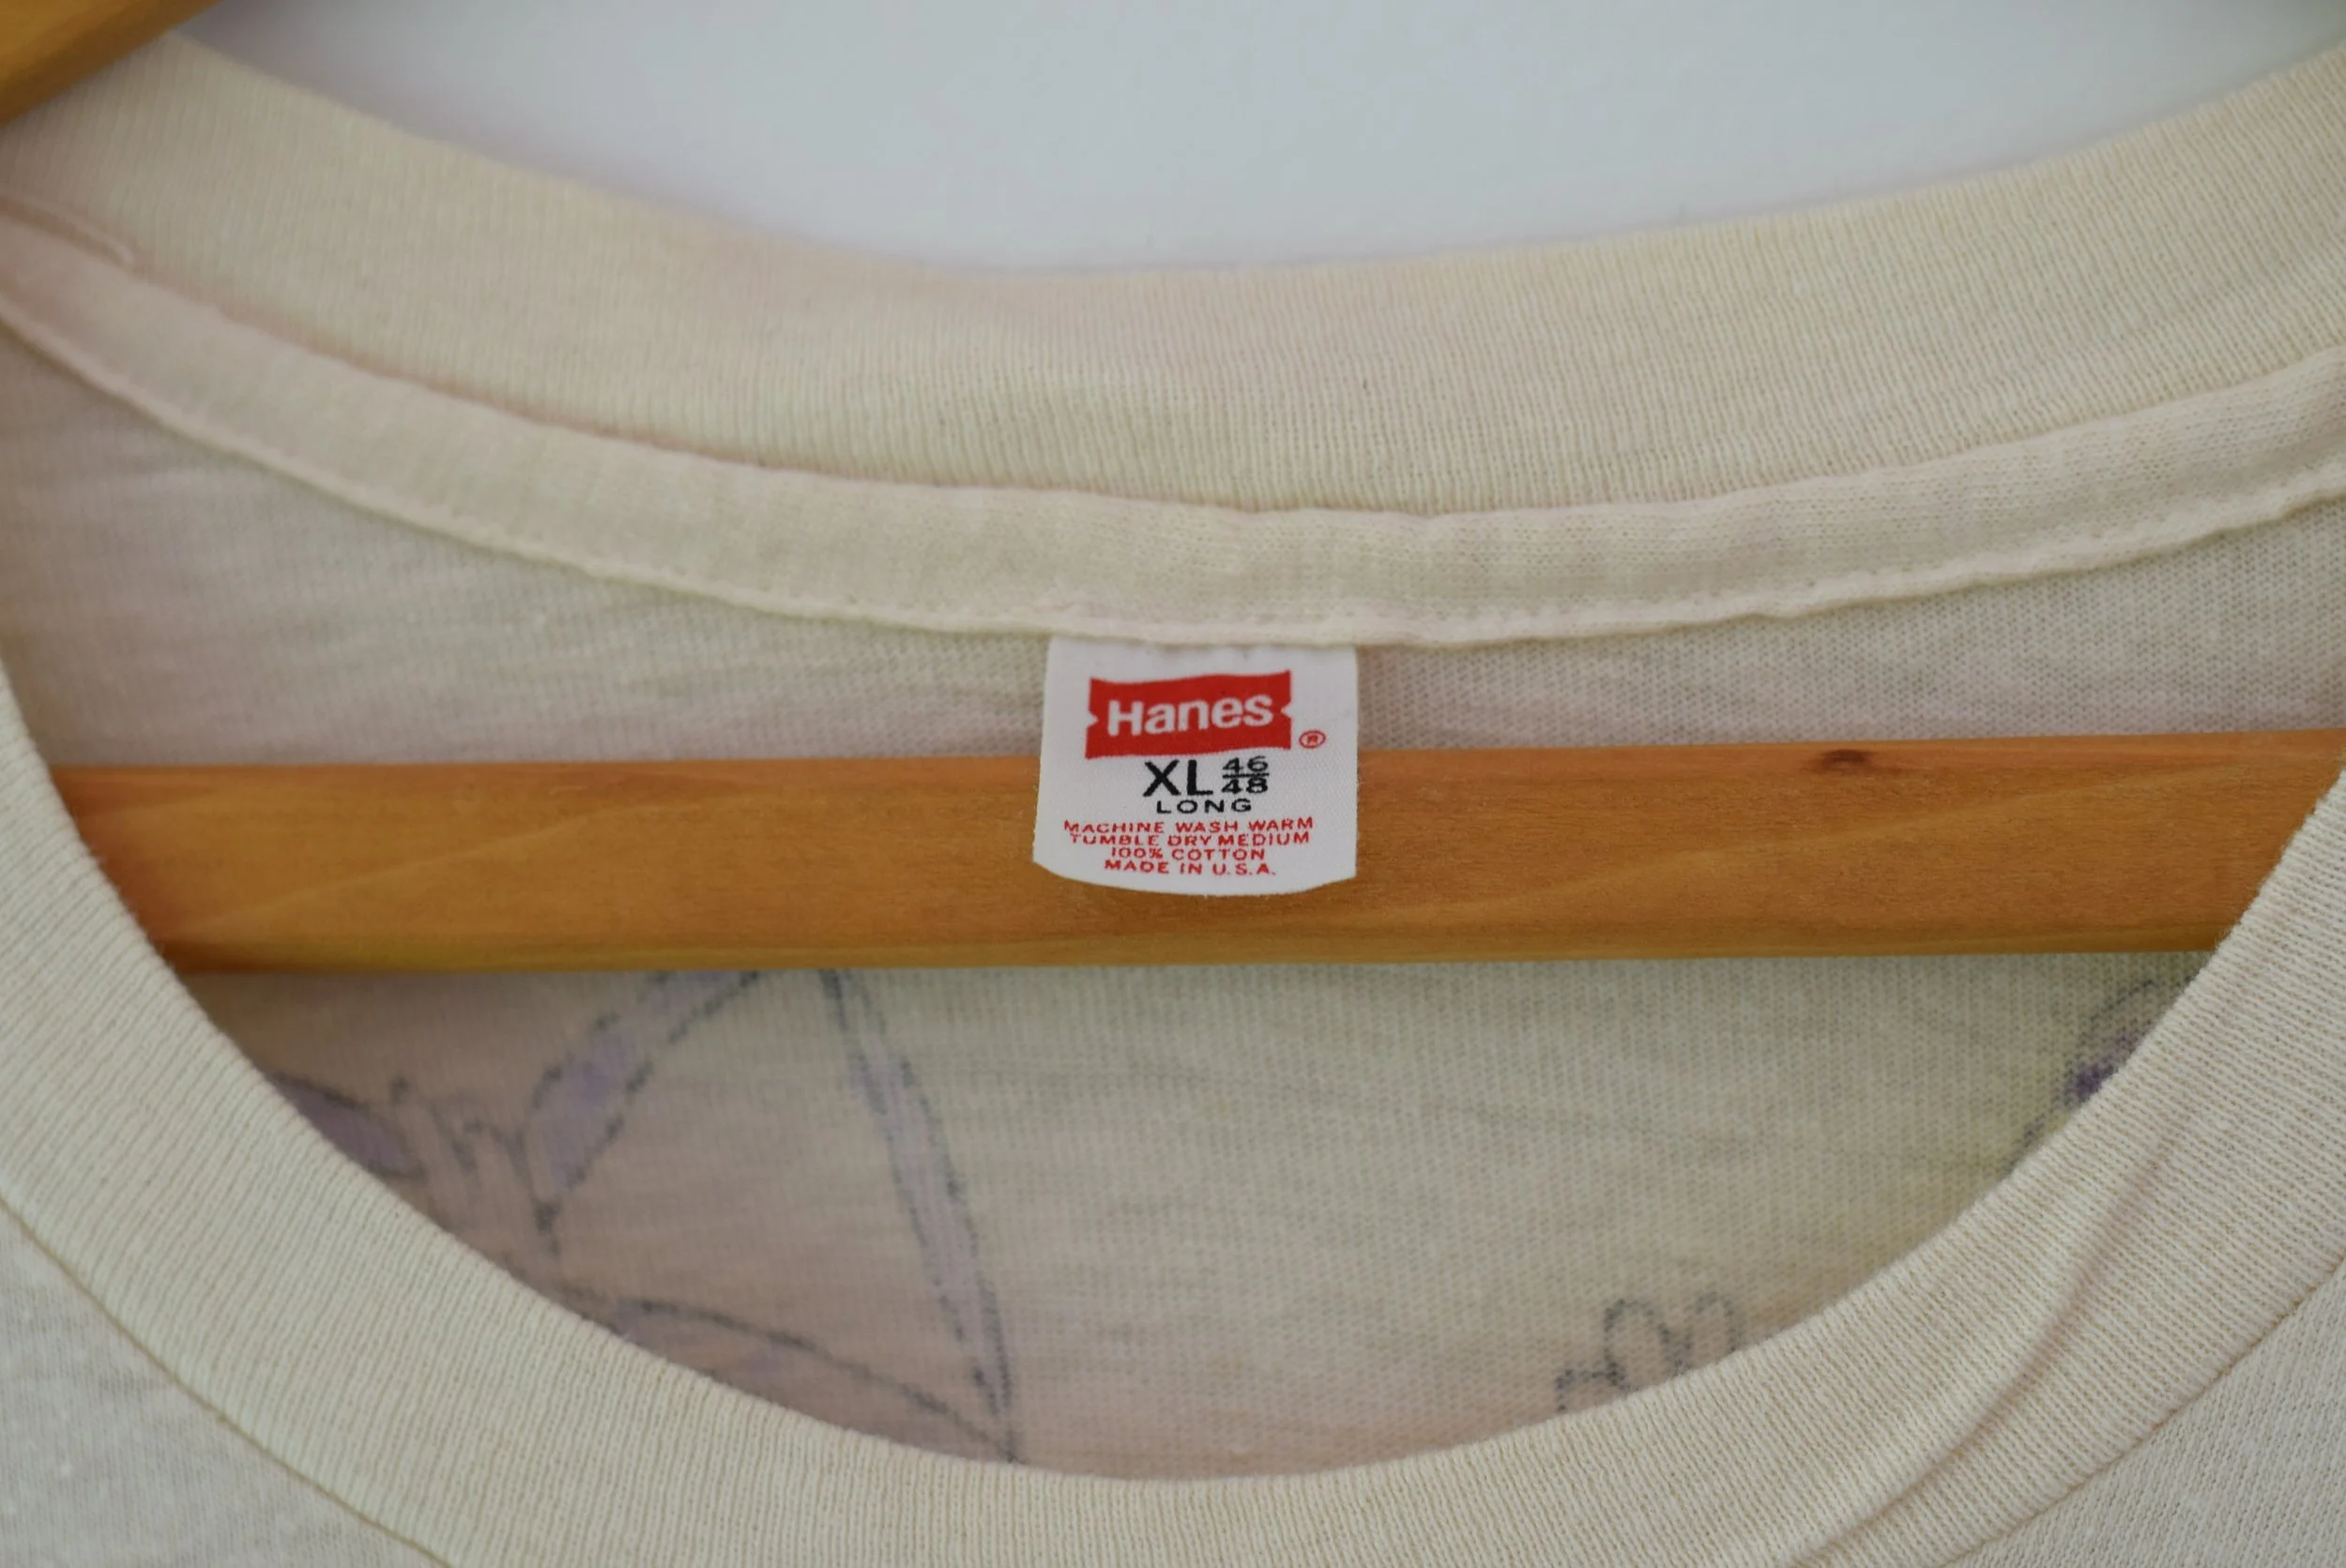 Hanes ®
XL 46/48
LONG
MACHINE WASH WARM
TUMBLE DRY MEDIUM
100% COTTON
MADE IN U.S.A.